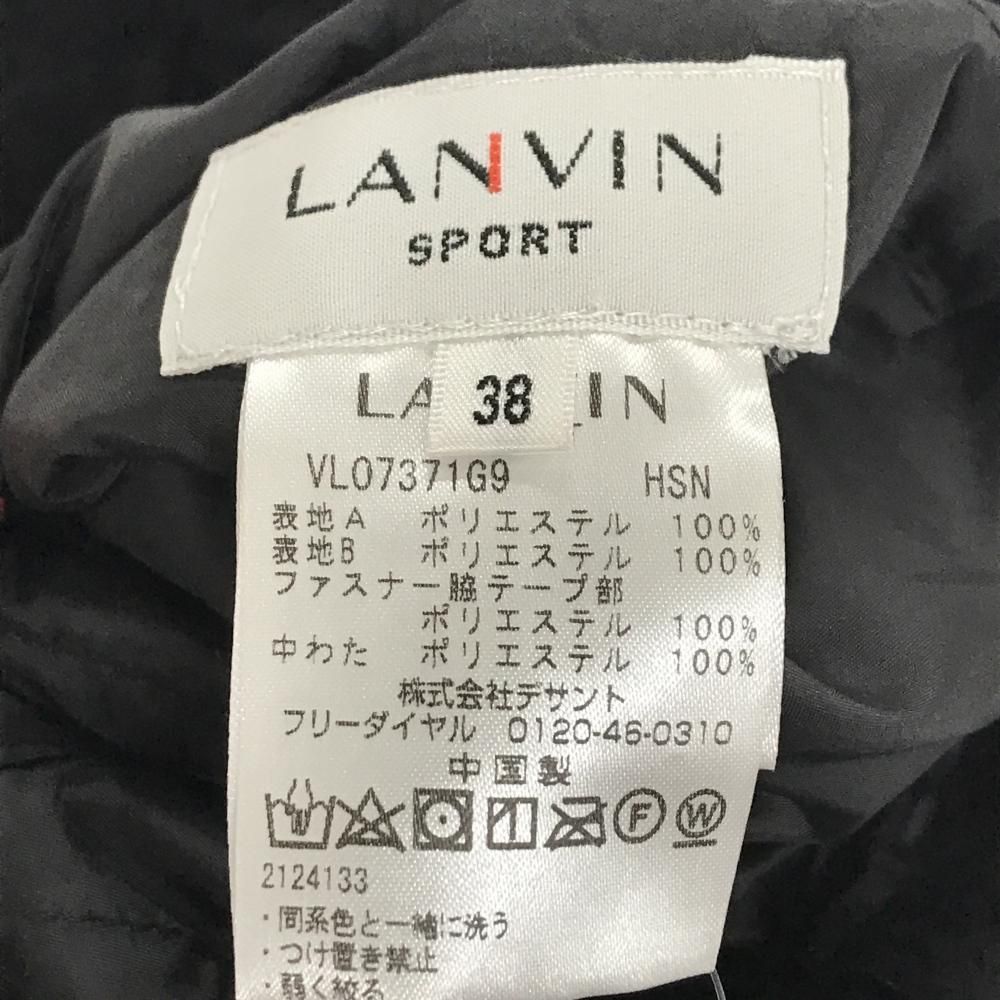 LANVIN
SPORT
LA IN
38
VL07371G9 HSN
表地A ポリエステル 100%
表地B ポリエステル 100%
ファスナー脇テープ部
ポリエステル 100%
中わた ポリエステル 100%
株式会社デサント
フリーダイヤル 0120-46-0310
中国製
F W
2124133
・同系色と一緒に洗う
・つけ置き禁止
・弱く絞る